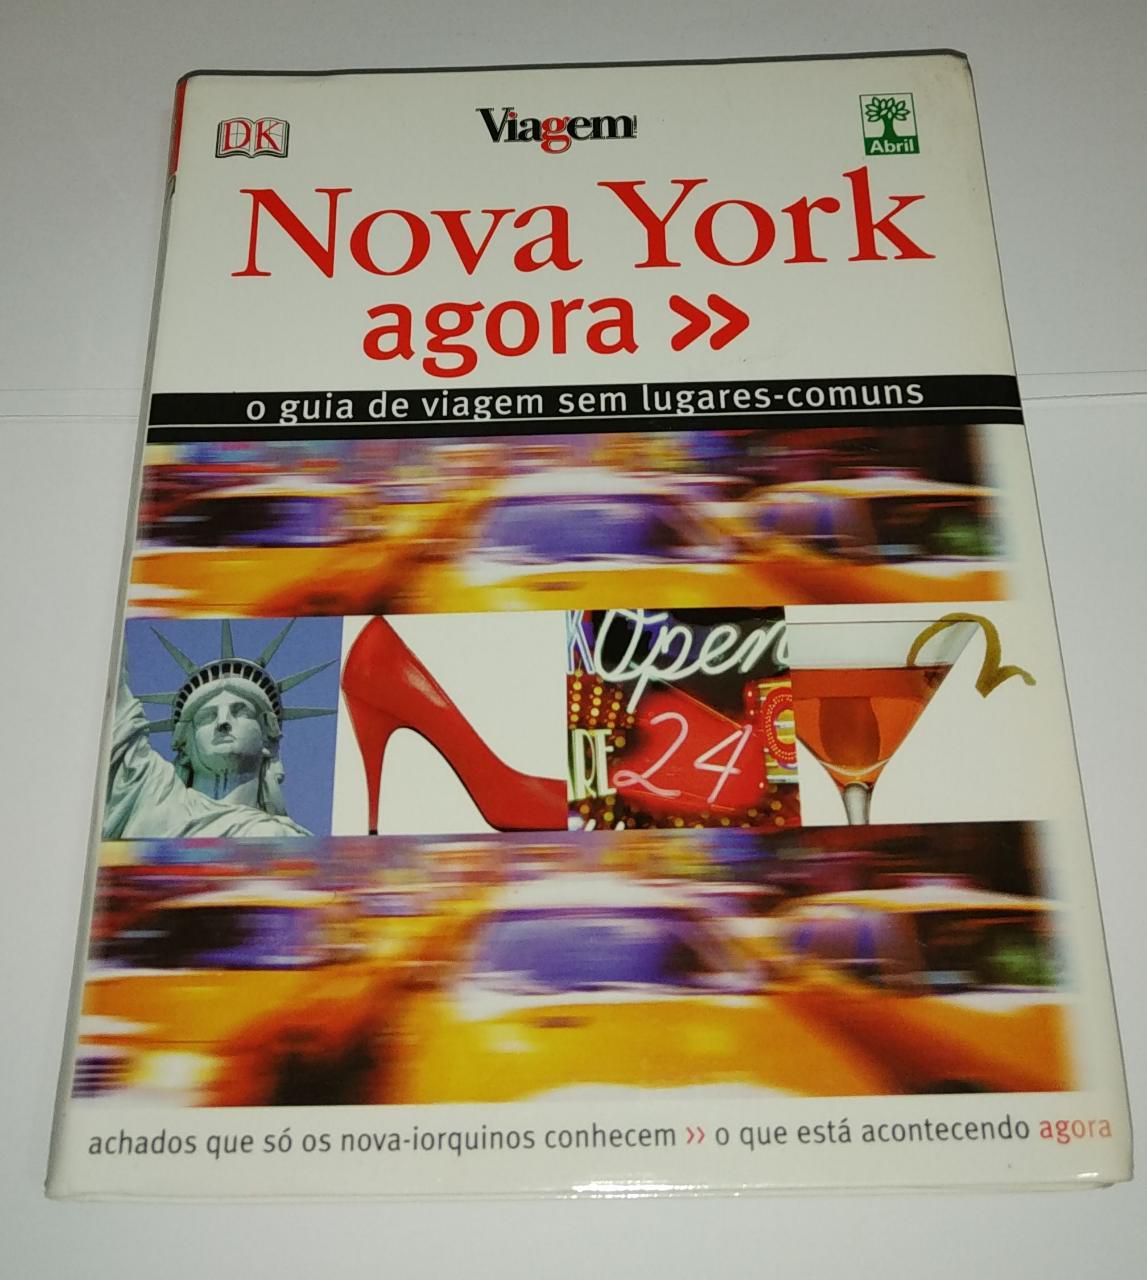 DK
Viagem
Abril
Nova York
agora »
o guia de viagem sem lugares-comuns
Open
24
achados que só os nova-iorquinos conhecem » o que está acontecendo agora